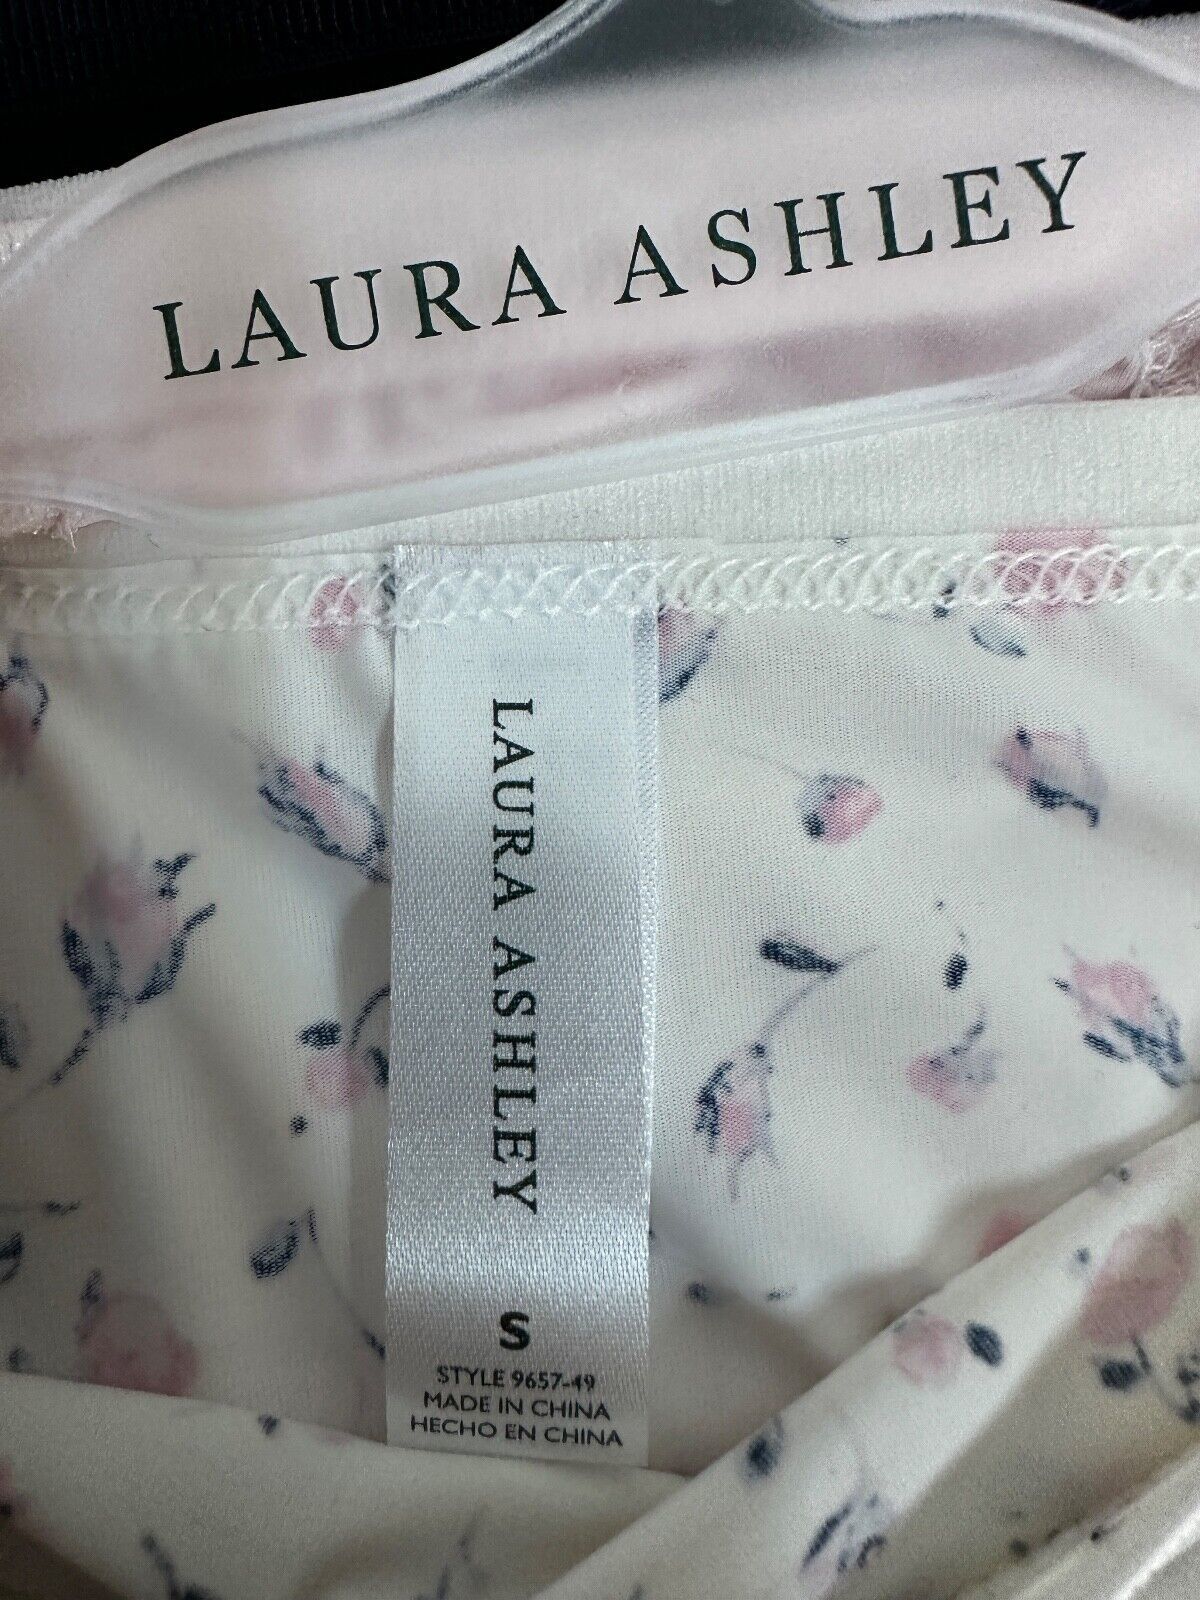 LAURA ASHLEY
LAURA ASHLEY
S
STYLE 9657-49
MADE IN CHINA
HECHO EN CHINA